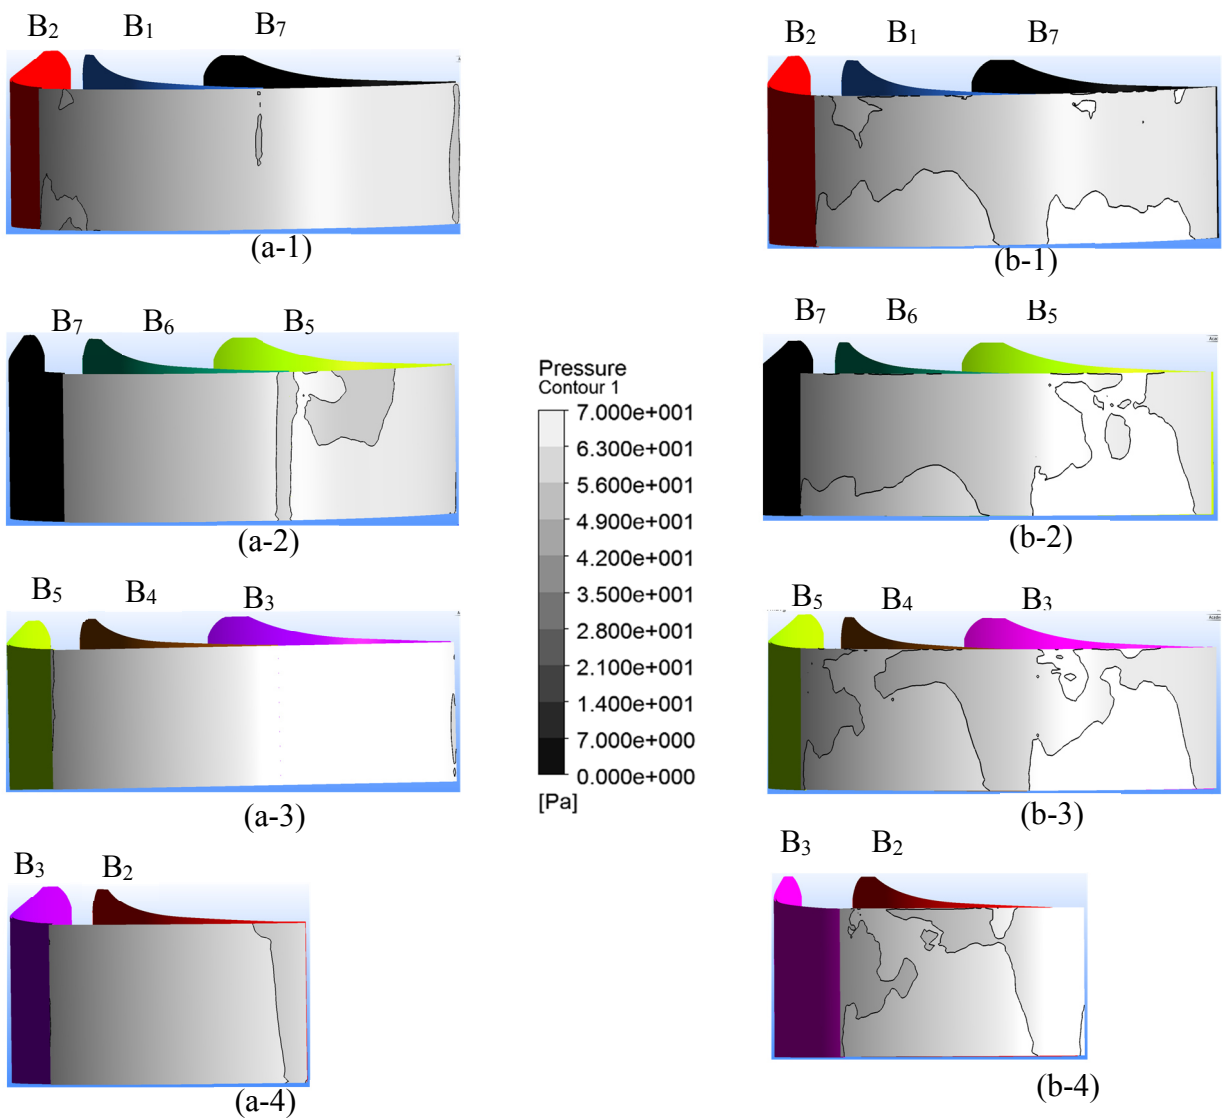 B₂ B₁ B₇
B₂ B₁ B₇
(a-1)
(b-1)
B₇ B₆ B₅
B₇ B₆ B₅
(a-2)
(b-2)
Pressure
Contour 1
7.000e+001
6.300e+001
5.600e+001
4.900e+001
4.200e+001
3.500e+001
2.800e+001
2.100e+001
1.400e+001
7.000e+000
0.000e+000
[Pa]
B₅ B₄ B₃
B₅ B₄ B₃
(a-3)
(b-3)
B₃ B₂
B₃ B₂
(a-4)
(b-4)